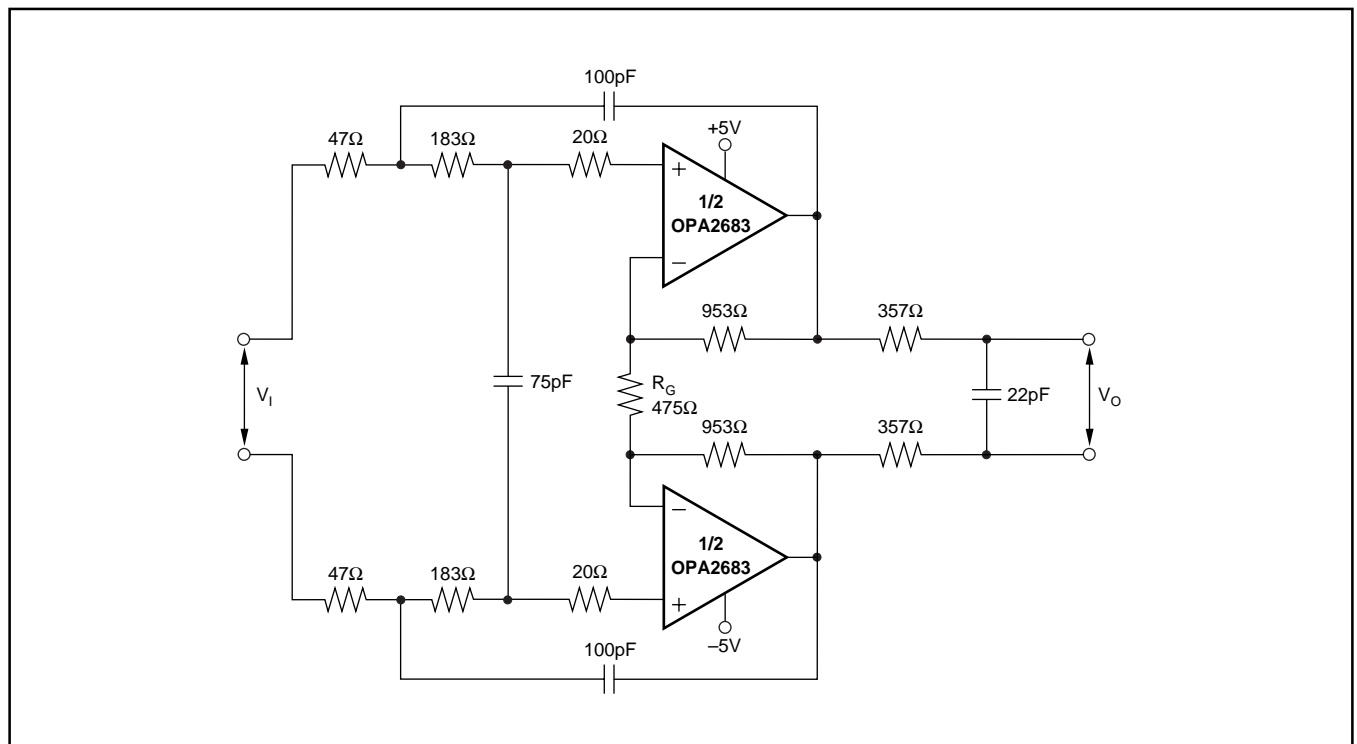 100pF
47Ω
183Ω
20Ω
+5V
+
1/2
OPA2683
−
953Ω
357Ω
V_I
75pF
R_G
475Ω
22pF
V_O
953Ω
357Ω
−
1/2
OPA2683
47Ω
183Ω
20Ω
+
–5V
100pF